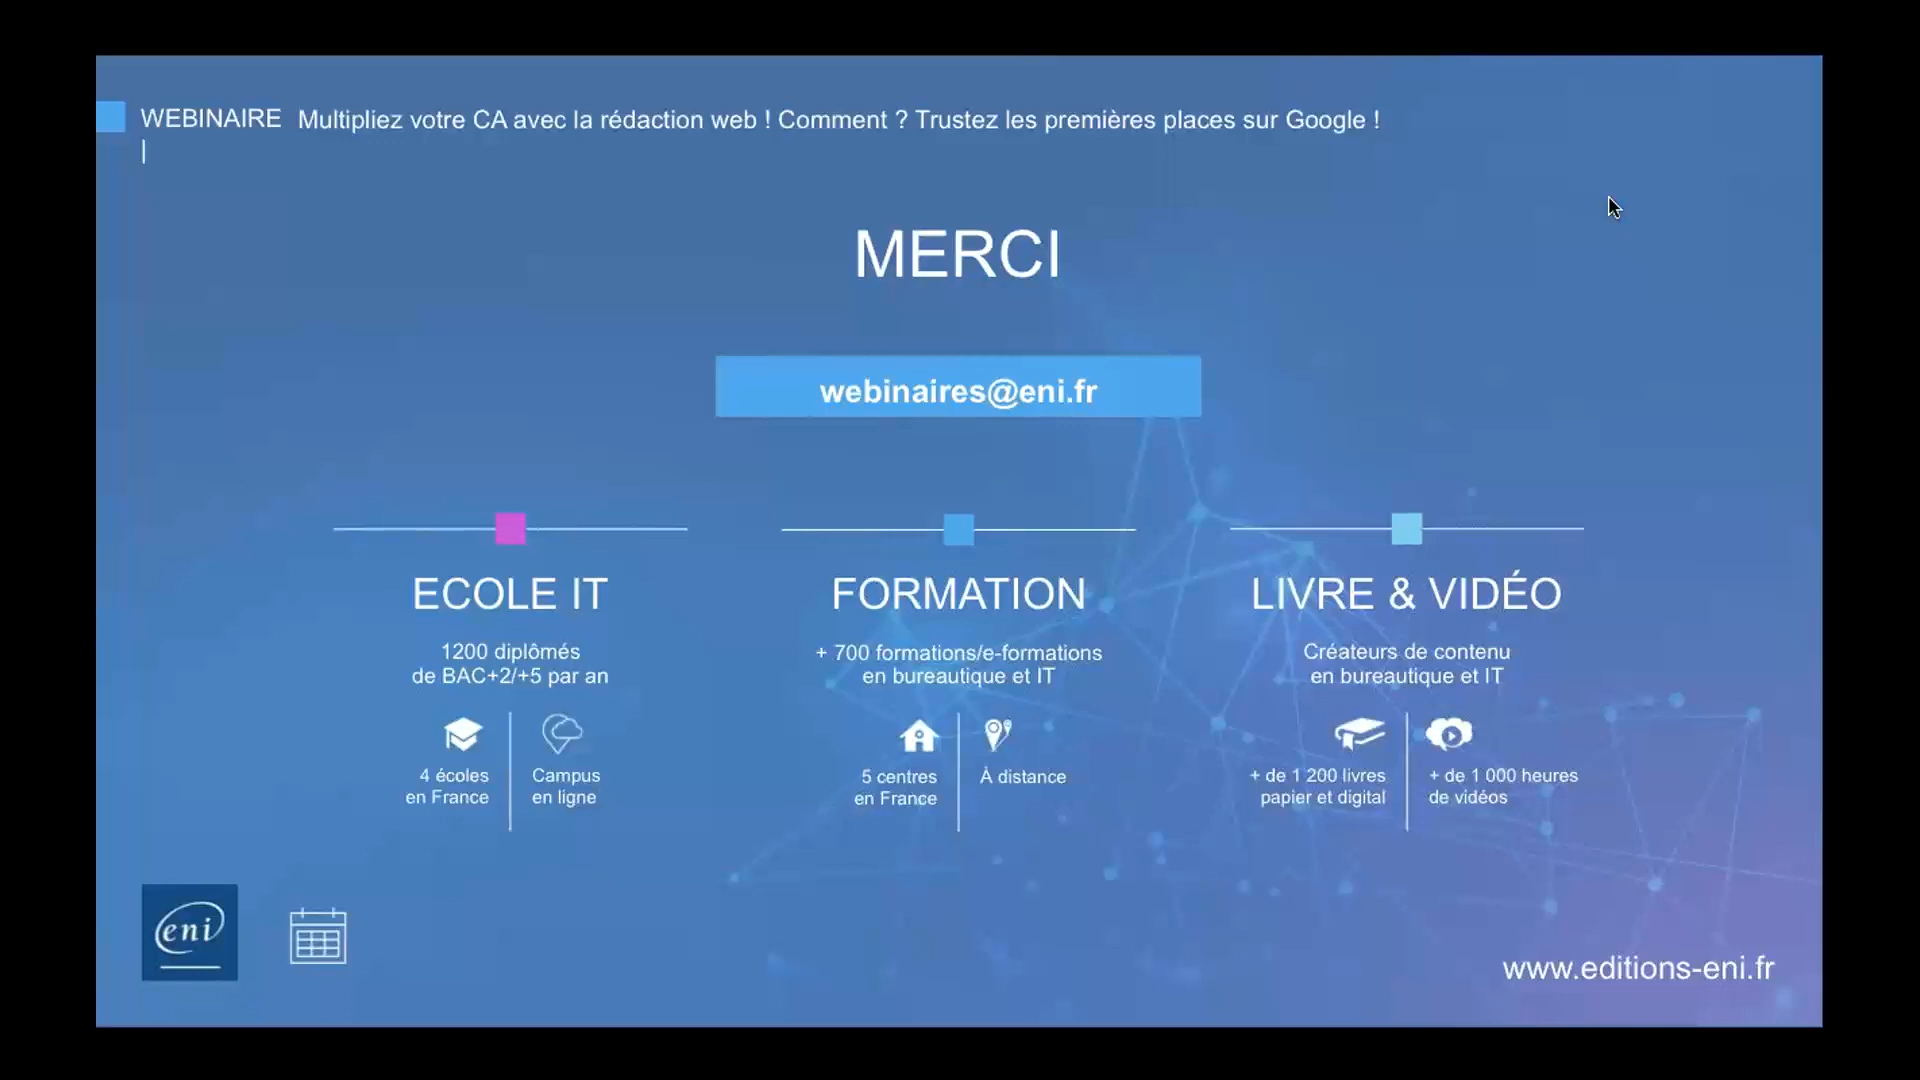 WEBINAIRE Multipliez votre CA avec la rédaction web ! Comment ? Trustez les premières places sur Google !
|
MERCI
webinaires@eni.fr
ECOLE IT
1200 diplômés
de BAC+2/+5 par an
4 écoles
en France
Campus
en ligne
FORMATION
+ 700 formations/e-formations
en bureautique et IT
5 centres
en France
À distance
LIVRE & VIDÉO
Créateurs de contenu
en bureautique et IT
+ de 1 200 livres
papier et digital
+ de 1 000 heures
de vidéos
eni
www.editions-eni.fr